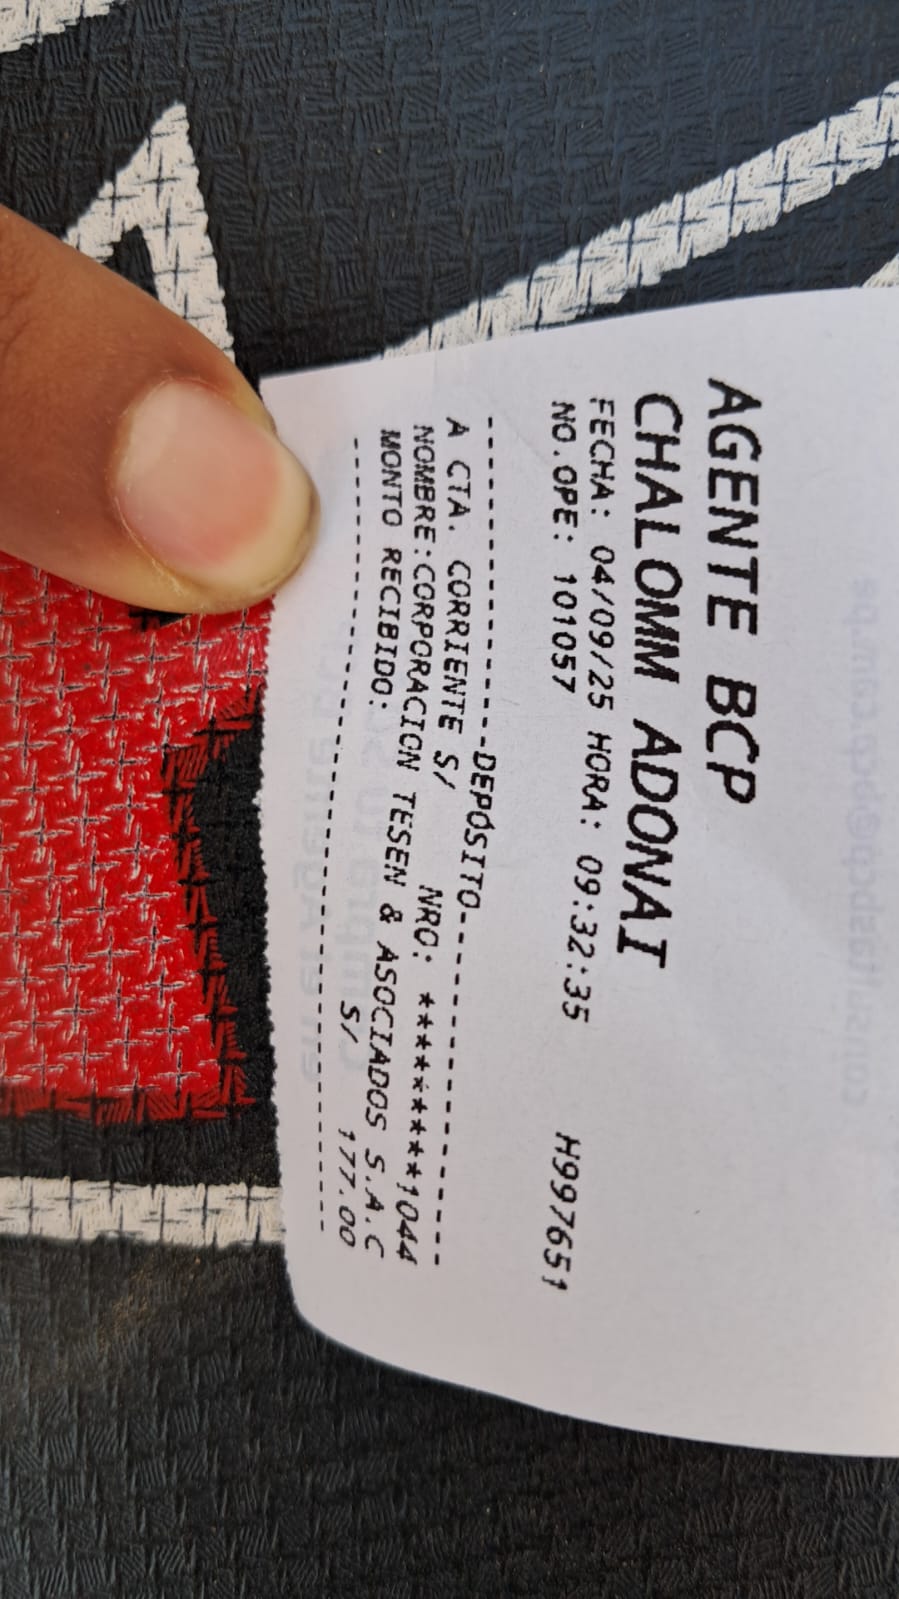 AGENTE BCP
CHALOMM ADONAI
FECHA: 04/09/25 HORA: 09:32:35
NO.OPE: 101057 H997651
--------------------DEPÓSITO--------------------
A CTA. CORRIENTE S/ NRO: **********1044
NOMBRE:CORPORACION TESEN & ASOCIADOS S.A.C
MONTO RECIBIDO: S/ 177.00
------------------------------------------------